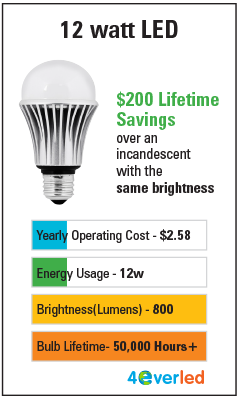 12 watt LED
$200 Lifetime
Savings
over an
incandescent
with the
same brightness
Yearly Operating Cost - $2.58
Energy Usage - 12w
Brightness(Lumens) - 800
Bulb Lifetime- 50,000 Hours+
4everled